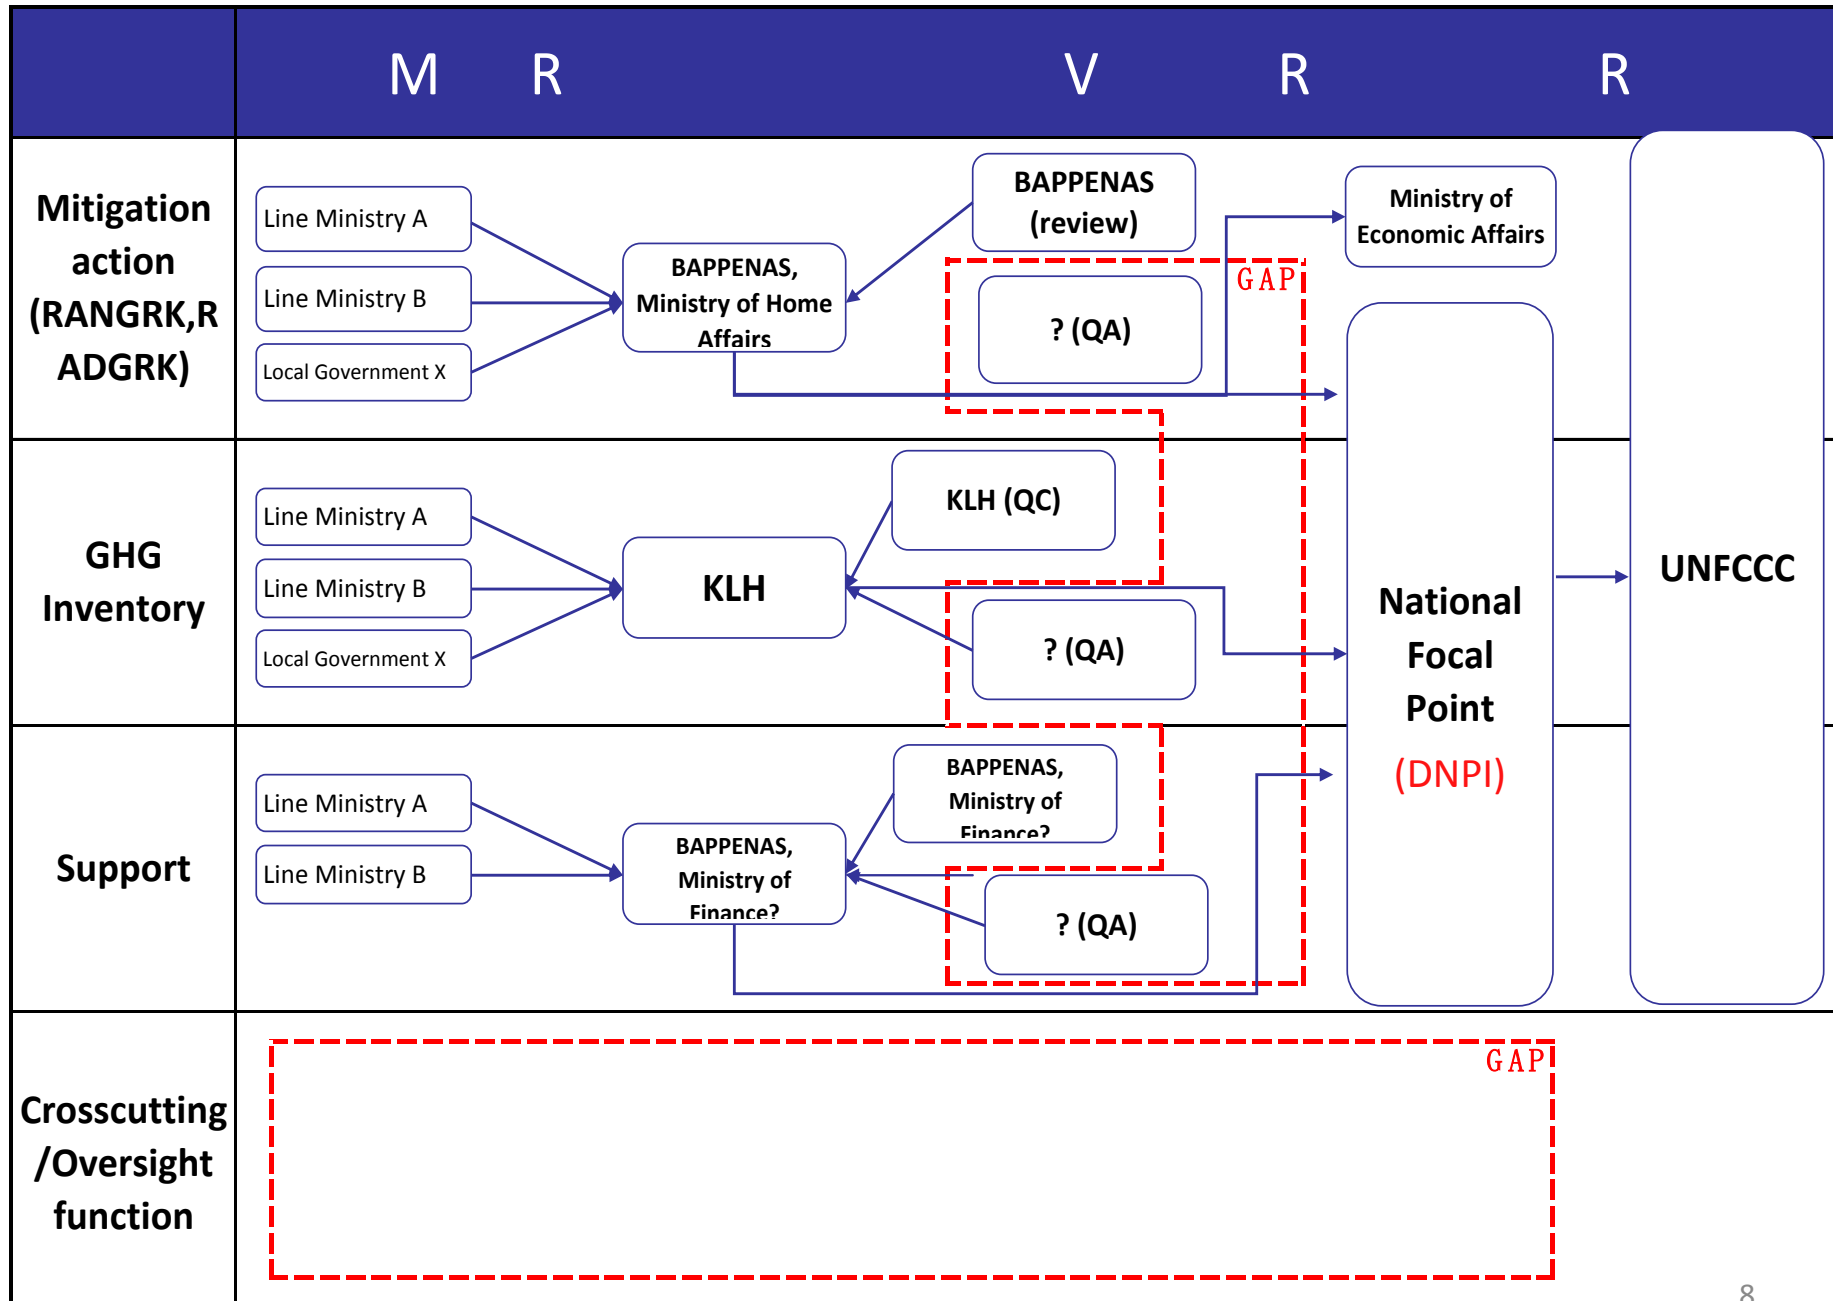 M R V R R
Mitigation
action
(RANGRK,R
ADGRK)
Line Ministry A
Line Ministry B
Local Government X
BAPPENAS,
Ministry of Home
Affairs
BAPPENAS
(review)
GAP
? (QA)
Ministry of
Economic Affairs
GHG
Inventory
Line Ministry A
Line Ministry B
Local Government X
KLH
KLH (QC)
? (QA)
National
Focal
Point
(DNPI)
UNFCCC
Support
Line Ministry A
Line Ministry B
BAPPENAS,
Ministry of
Finance?
BAPPENAS,
Ministry of
Finance?
? (QA)
Crosscutting
/Oversight
function
GAP
8